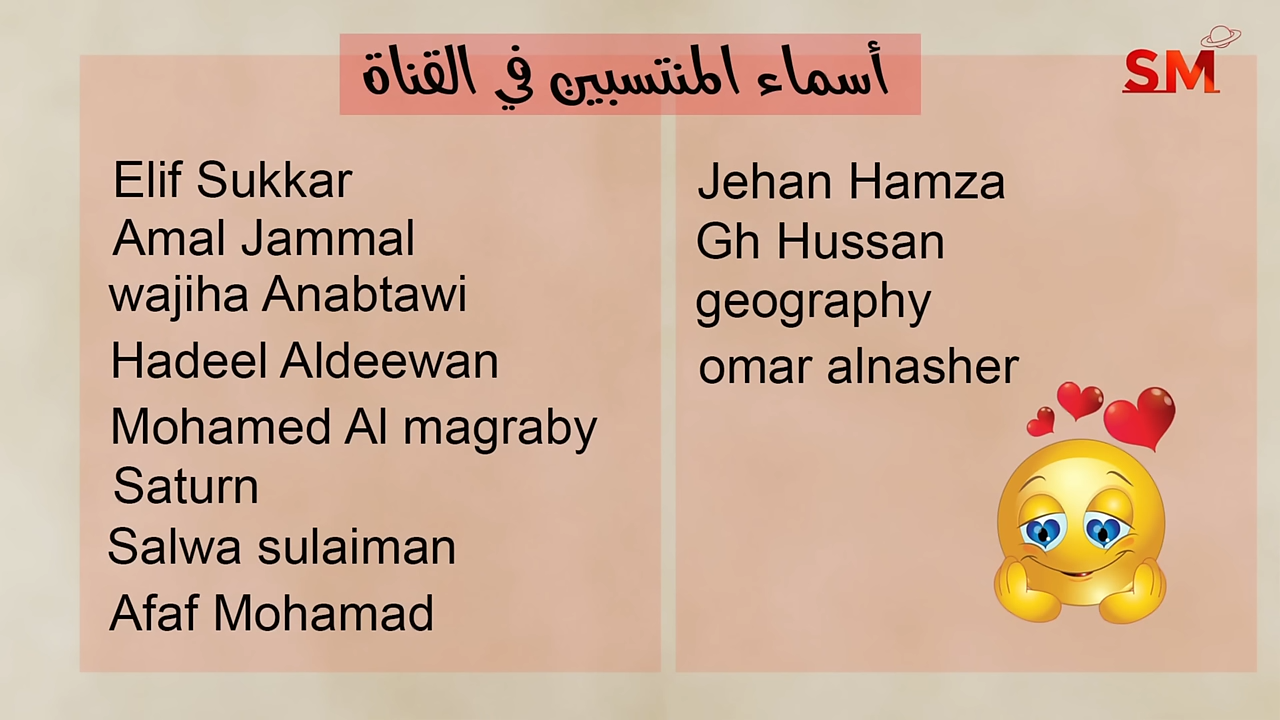 أسماء المنتسبين في القناة
SM
Elif Sukkar
Amal Jammal
wajiha Anabtawi
Hadeel Aldeewan
Mohamed Al magraby
Saturn
Salwa sulaiman
Afaf Mohamad
Jehan Hamza
Gh Hussan
geography
omar alnasher